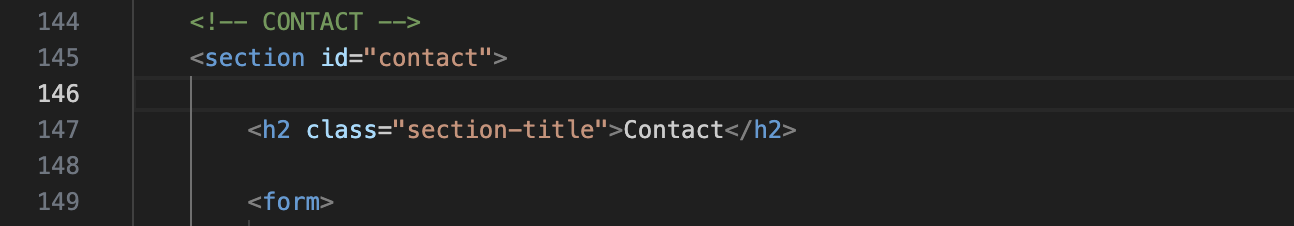 144 <!-- CONTACT -->
145 <section id="contact">
146
147 <h2 class="section-title">Contact</h2>
148
149 <form>